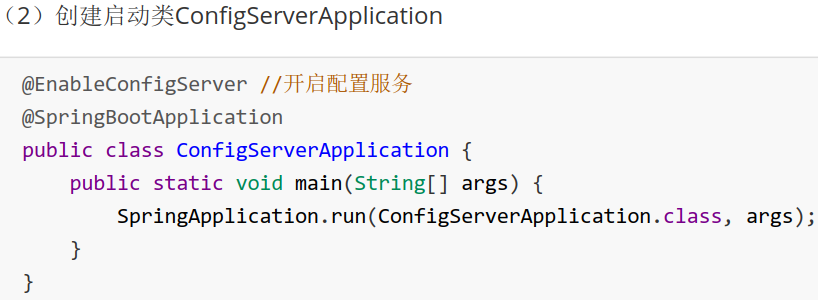 （2）创建启动类ConfigServerApplication
@EnableConfigServer //开启配置服务
@SpringBootApplication
public class ConfigServerApplication {
    public static void main(String[] args) {
        SpringApplication.run(ConfigServerApplication.class, args);
    }
}